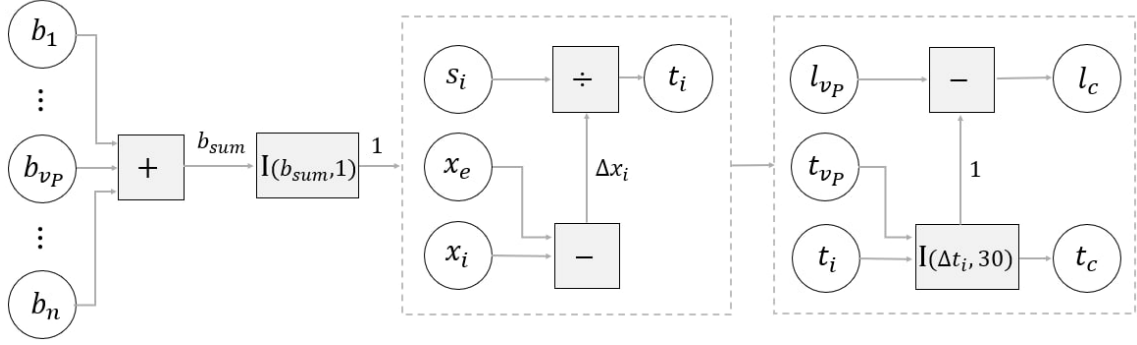 b_1
⋮
b_{v_P}
⋮
b_n
+
b_{sum}
I(b_{sum},1)
1
s_i
÷
t_i
x_e
Δx_i
x_i
−
l_{v_P}
−
l_c
t_{v_P}
1
t_i
I(Δt_i, 30)
t_c